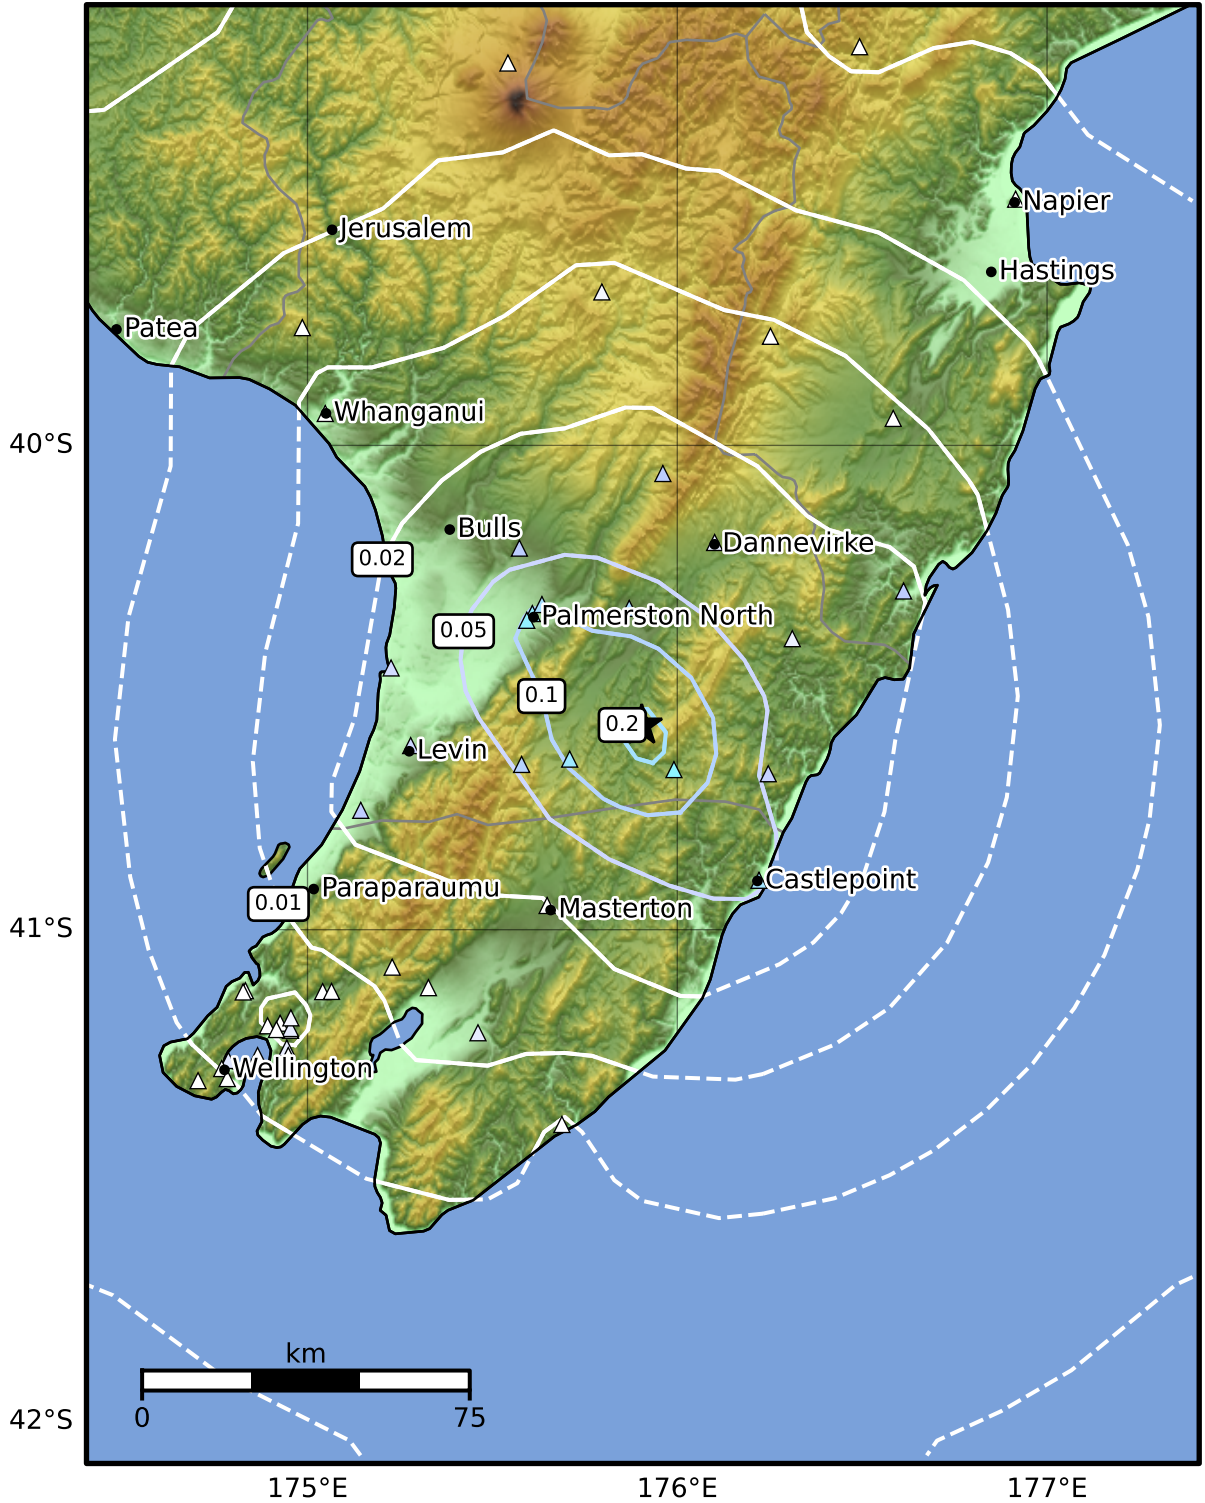 Napier
Jerusalem
Hastings
Patea
Whanganui
40°S
Bulls
Dannevirke
0.02
Palmerston North
0.05
0.1
0.2
Levin
Castlepoint
Paraparaumu
0.01
Masterton
41°S
Wellington
km
0 75
42°S
175°E 176°E 177°E